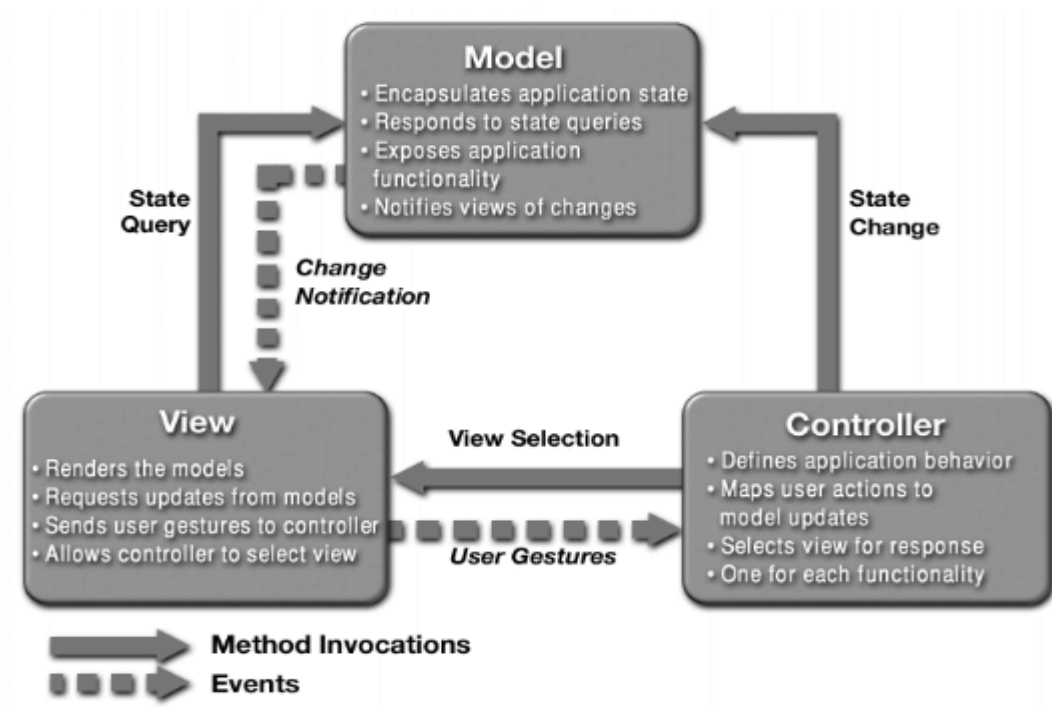 Model
• Encapsulates application state
• Responds to state queries
• Exposes application
functionality
• Notifies views of changes
State
Query
Change
Notification
State
Change
View
• Renders the models
• Requests updates from models
• Sends user gestures to controller
• Allows controller to select view
View Selection
User Gestures
Controller
• Defines application behavior
• Maps user actions to
model updates
• Selects view for response
• One for each functionality
Method Invocations
Events